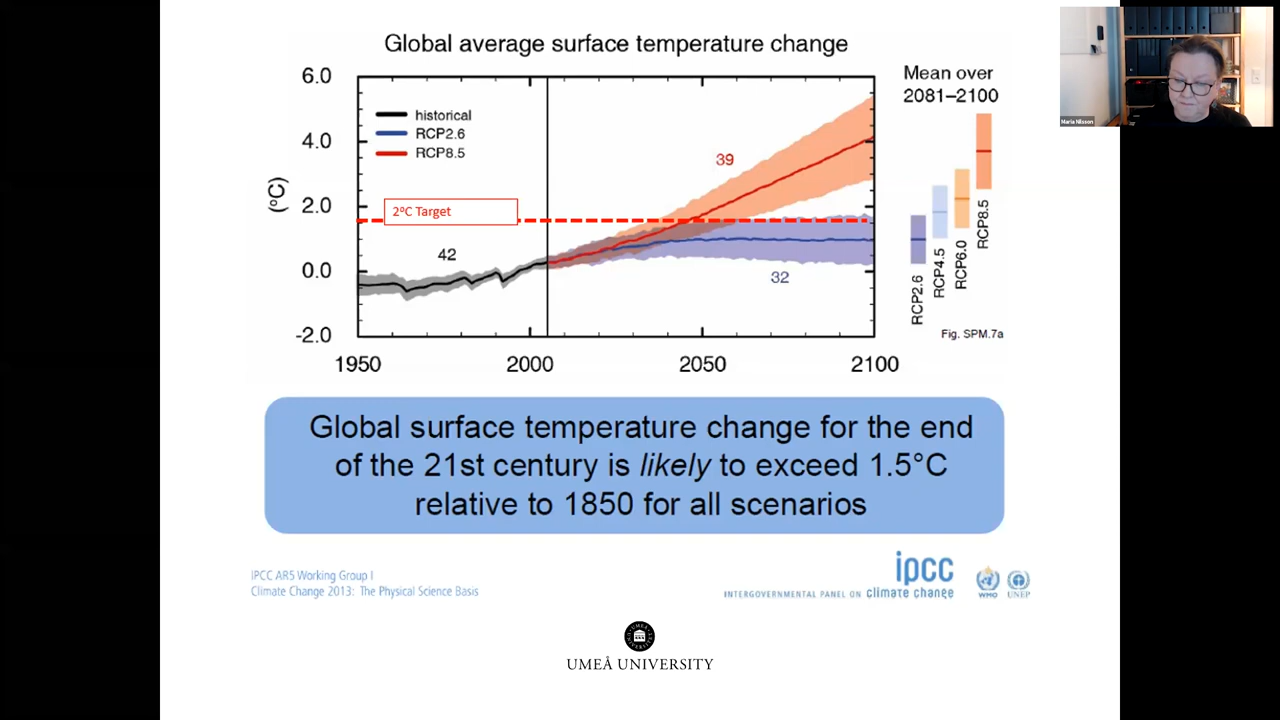 Global average surface temperature change
6.0
4.0
2.0
0.0
-2.0
(°C)
historical
RCP2.6
RCP8.5
2°C Target
42
39
32
1950
2000
2050
2100
Mean over
2081–2100
RCP2.6
RCP4.5
RCP6.0
RCP8.5
Fig. SPM.7a
Maria Nilsson
Global surface temperature change for the end
of the 21st century is likely to exceed 1.5°C
relative to 1850 for all scenarios
IPCC AR5 Working Group I
Climate Change 2013: The Physical Science Basis
ipcc
INTERGOVERNMENTAL PANEL ON climate change
WMO
UNEP
UMEÅ UNIVERSITY